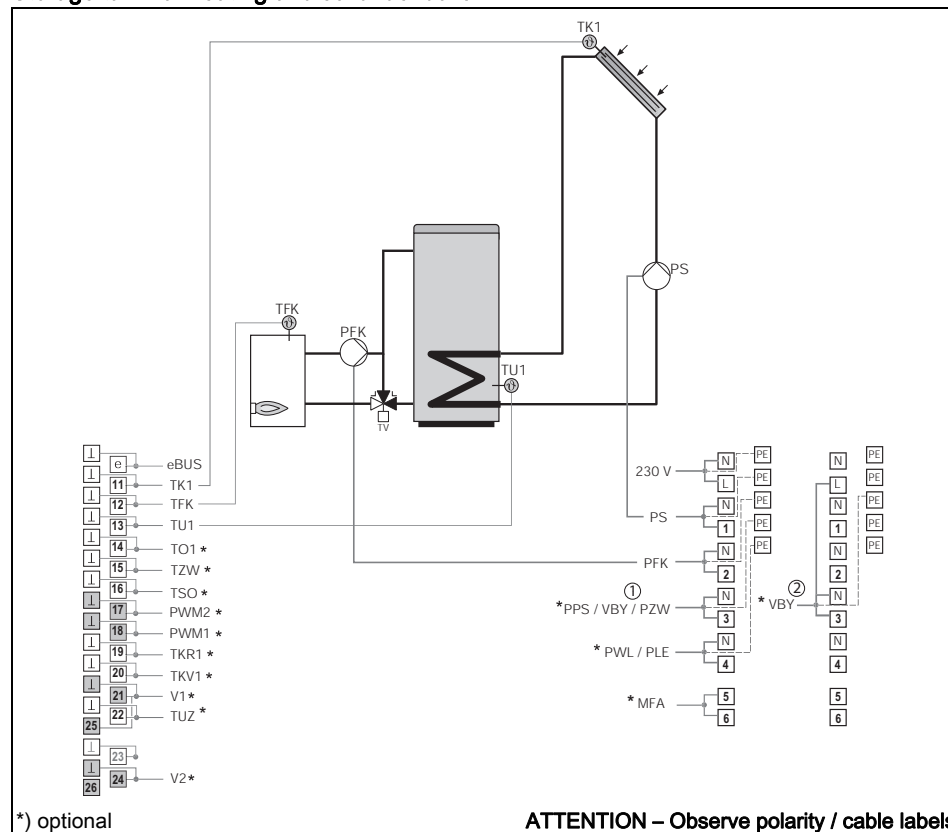 TK1
PS
TFK
PFK
TU1
TV
⊥ e eBUS
⊥ 11 TK1
⊥ 12 TFK
⊥ 13 TU1
⊥ 14 TO1 *
⊥ 15 TZW *
⊥ 16 TSO *
⊥ 17 PWM2 *
⊥ 18 PWM1 *
⊥ 19 TKR1 *
⊥ 20 TKV1 *
⊥ 21 V1 *
⊥ 22 TUZ *
25
⊥ 23
⊥ 24 V2 *
26
230 V N L PE
PS N 1 PE
PFK N 2 PE
①
*PPS / VBY / PZW N 3 PE
* PWL / PLE N 4 PE
* MFA 5 6
②
* VBY
N PE
L PE
N PE
1 PE
N PE
2
N
3
N
4
5
6
*) optional
ATTENTION – Observe polarity / cable labels